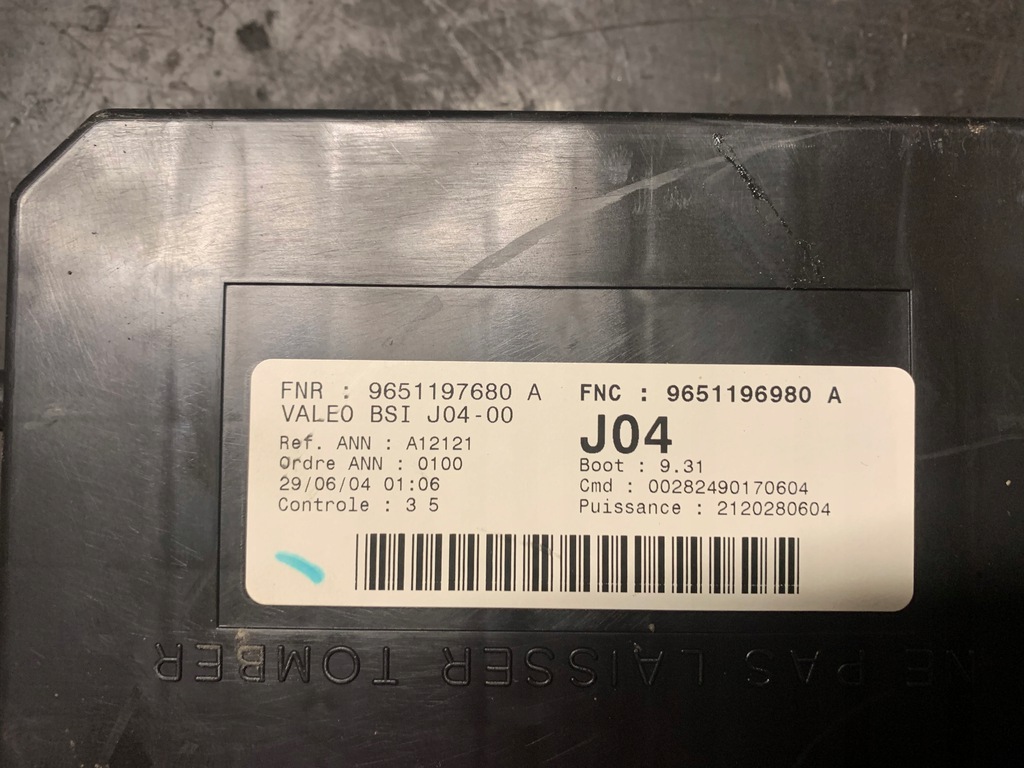 FNR : 9651197680 A
VALEO BSI J04-00
Ref. ANN : A12121
Ordre ANN : 0100
29/06/04 01:06
Controle : 3 5
FNC : 9651196980 A
J04
Boot : 9.31
Cmd : 00282490170604
Puissance : 2120280604
NE PAS LAISSER TOMBER